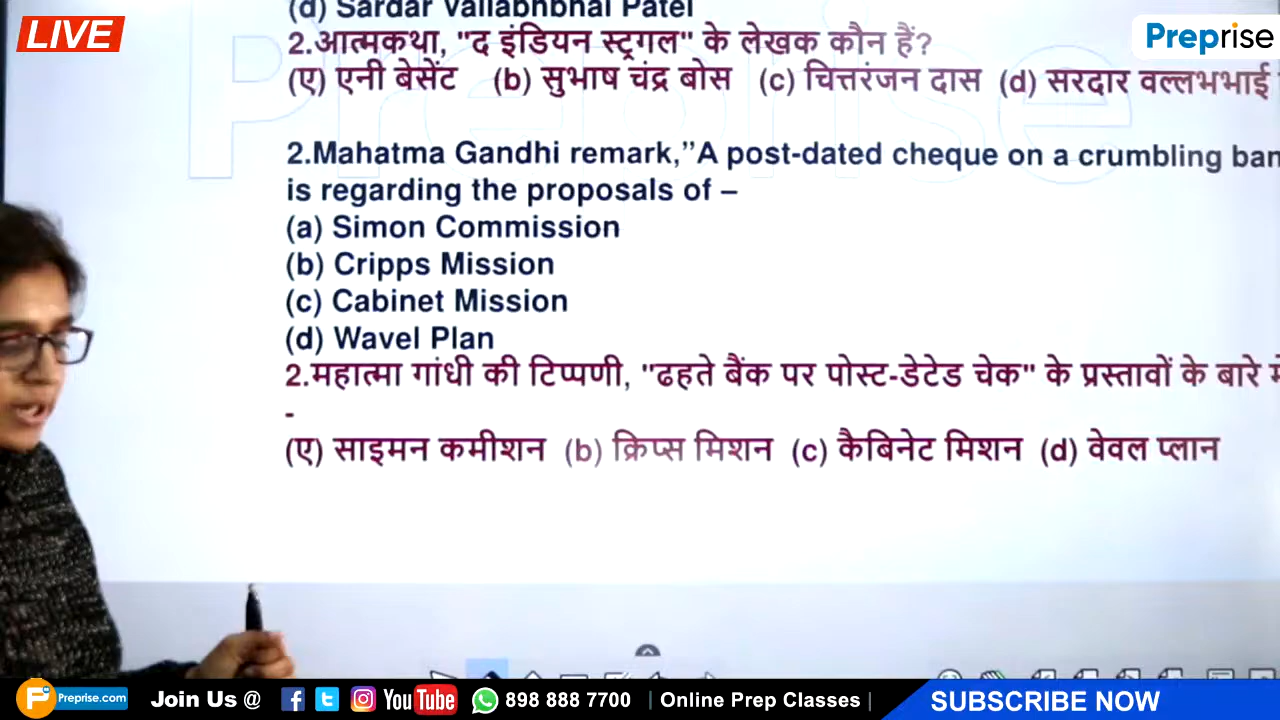 (d) Sardar Vallabhbhai Patel
LIVE
Preprise
2.आत्मकथा, "द इंडियन स्ट्रगल" के लेखक कौन हैं?
(ए) एनी बेसेंट (b) सुभाष चंद्र बोस (c) चित्तरंजन दास (d) सरदार वल्लभभाई
2.Mahatma Gandhi remark,”A post-dated cheque on a crumbling
is regarding the proposals of –
(a) Simon Commission
(b) Cripps Mission
(c) Cabinet Mission
(d) Wavel Plan
2.महात्मा गांधी की टिप्पणी, "ढहते बैंक पर पोस्ट-डेटेड चेक" के प्रस्तावों के बारे
-
(ए) साइमन कमीशन (b) क्रिप्स मिशन (c) कैबिनेट मिशन (d) वेवल प्लान
Preprise.com Join Us @ YouTube 898 888 7700 | Online Prep Classes | SUBSCRIBE NOW